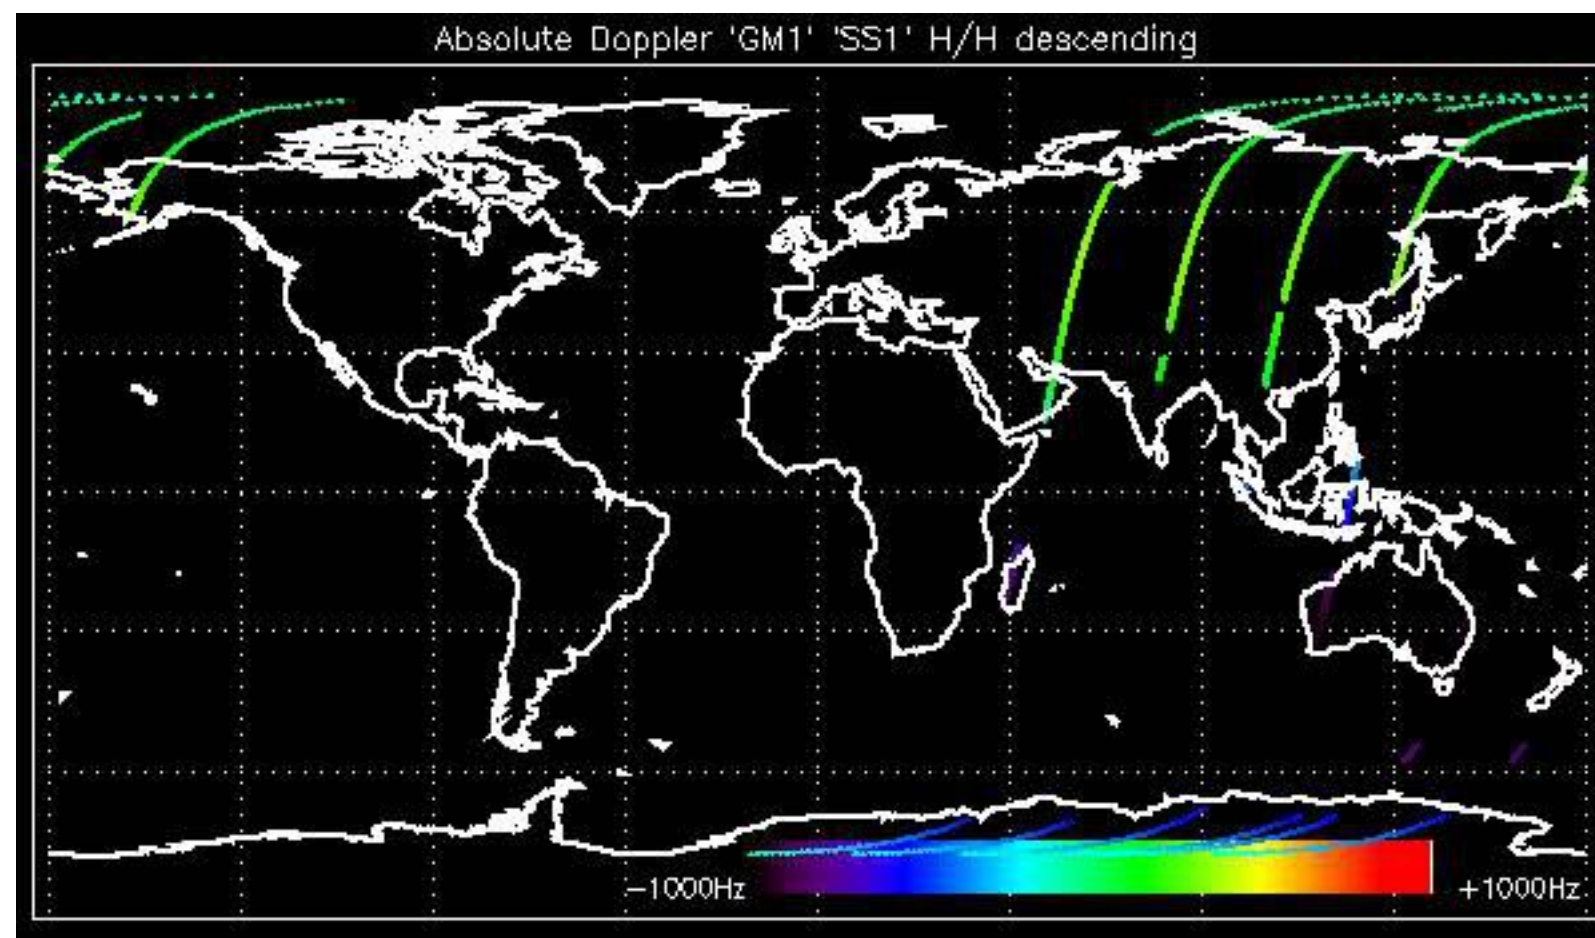 Absolute Doppler 'GM1' 'SS1' H/H descending
-1000Hz +1000Hz